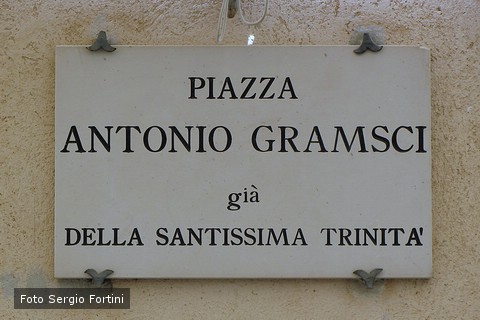 PIAZZA
ANTONIO GRAMSCI
già
DELLA SANTISSIMA TRINITA'
Foto Sergio Fortini